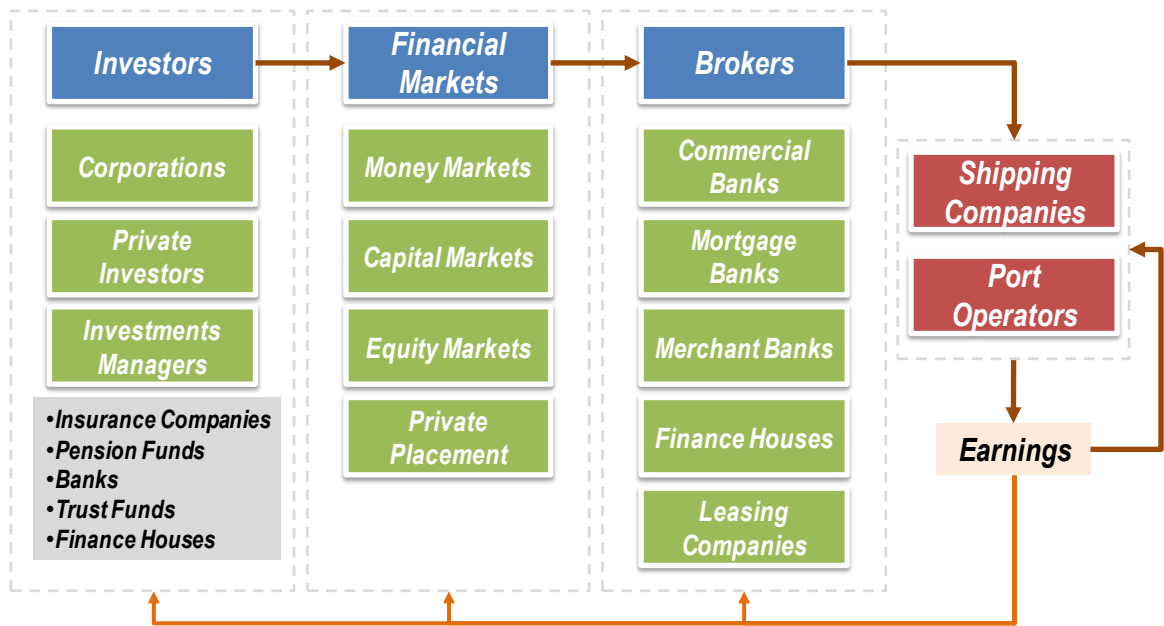 Investors
Corporations
Private
Investors
Investments
Managers
•Insurance Companies
•Pension Funds
•Banks
•Trust Funds
•Finance Houses
Financial
Markets
Money Markets
Capital Markets
Equity Markets
Private
Placement
Brokers
Commercial
Banks
Mortgage
Banks
Merchant Banks
Finance Houses
Leasing
Companies
Shipping
Companies
Port
Operators
Earnings